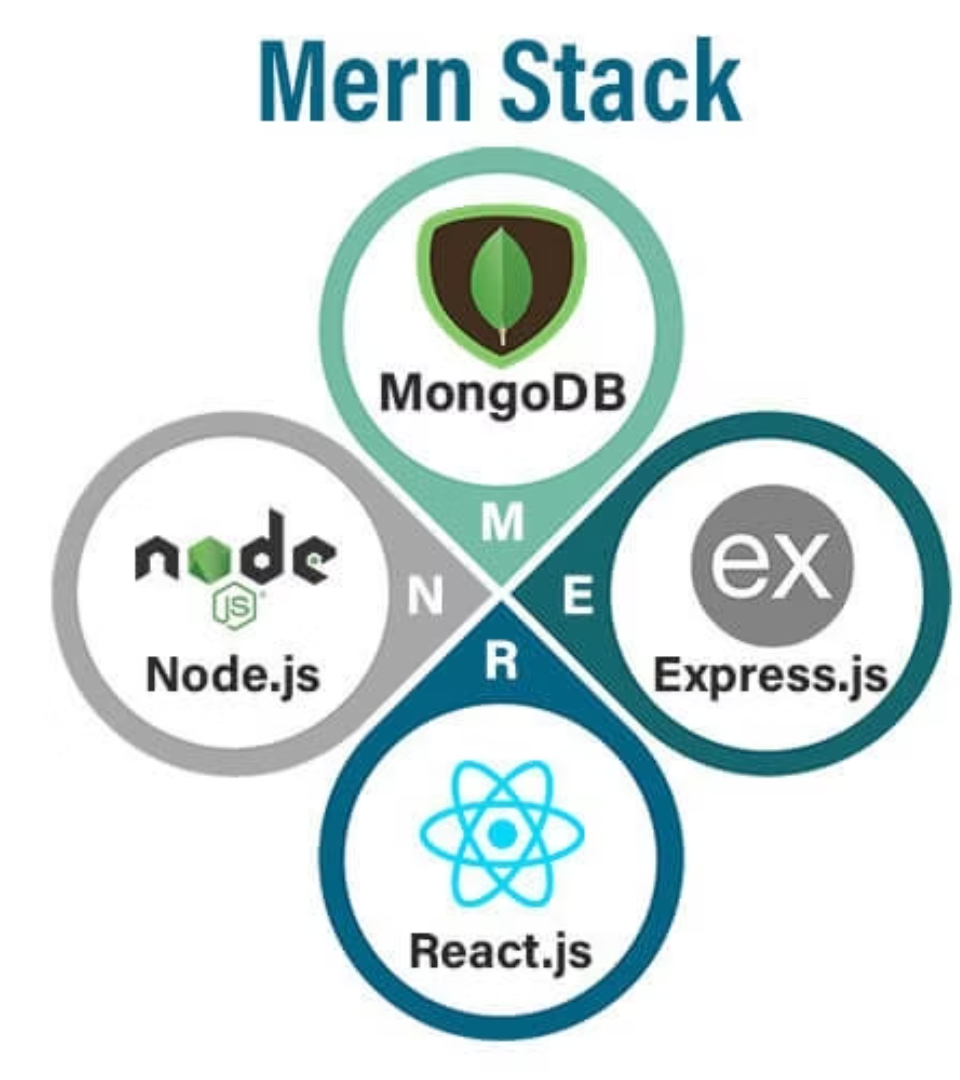 Mern Stack
MongoDB
M
node
JS
Node.js
N
E
ex
Express.js
R
React.js